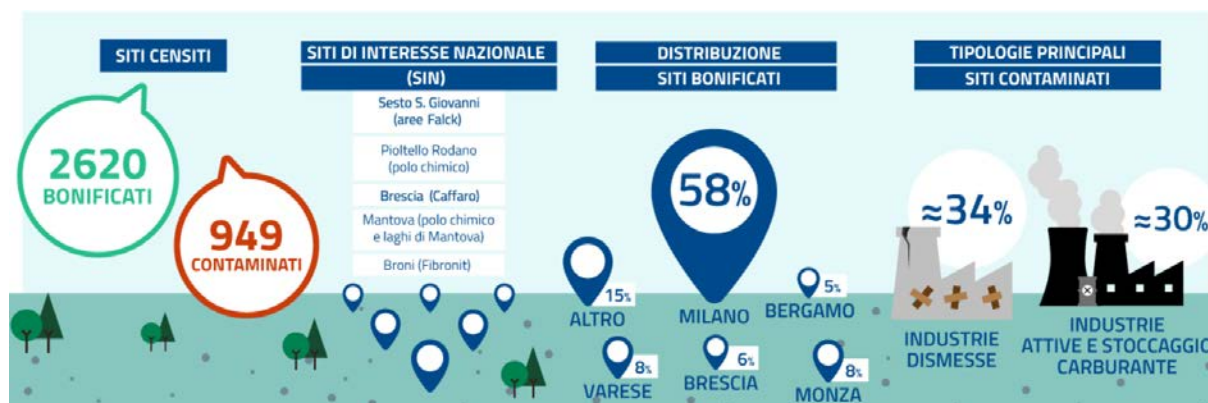 SITI CENSITI
2620
BONIFICATI
949
CONTAMINATI
SITI DI INTERESSE NAZIONALE
(SIN)
Sesto S. Giovanni
(aree Falck)
Pioltello Rodano
(polo chimico)
Brescia (Caffaro)
Mantova (polo chimico
e laghi di Mantova)
Broni (Fibronit)
DISTRIBUZIONE
SITI BONIFICATI
58%
MILANO
15%
ALTRO
5%
BERGAMO
8%
VARESE
6%
BRESCIA
8%
MONZA
TIPOLOGIE PRINCIPALI
SITI CONTAMINATI
≈34%
INDUSTRIE
DISMESSE
≈30%
INDUSTRIE
ATTIVE E STOCCAGGIO
CARBURANTE